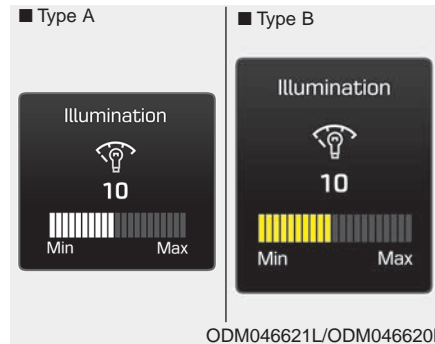 ■ Type A
■ Type B
Illumination
10
Min Max
Illumination
10
Min Max
ODM046621L/ODM046620